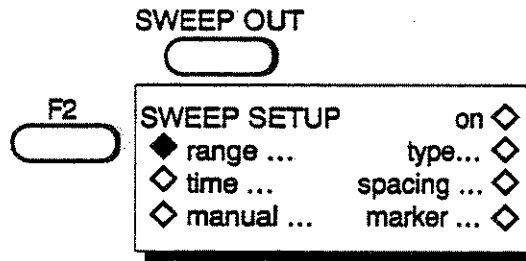 SWEEP OUT
F2
SWEEP SETUP on
range ... type...
time ... spacing ...
manual ... marker ...